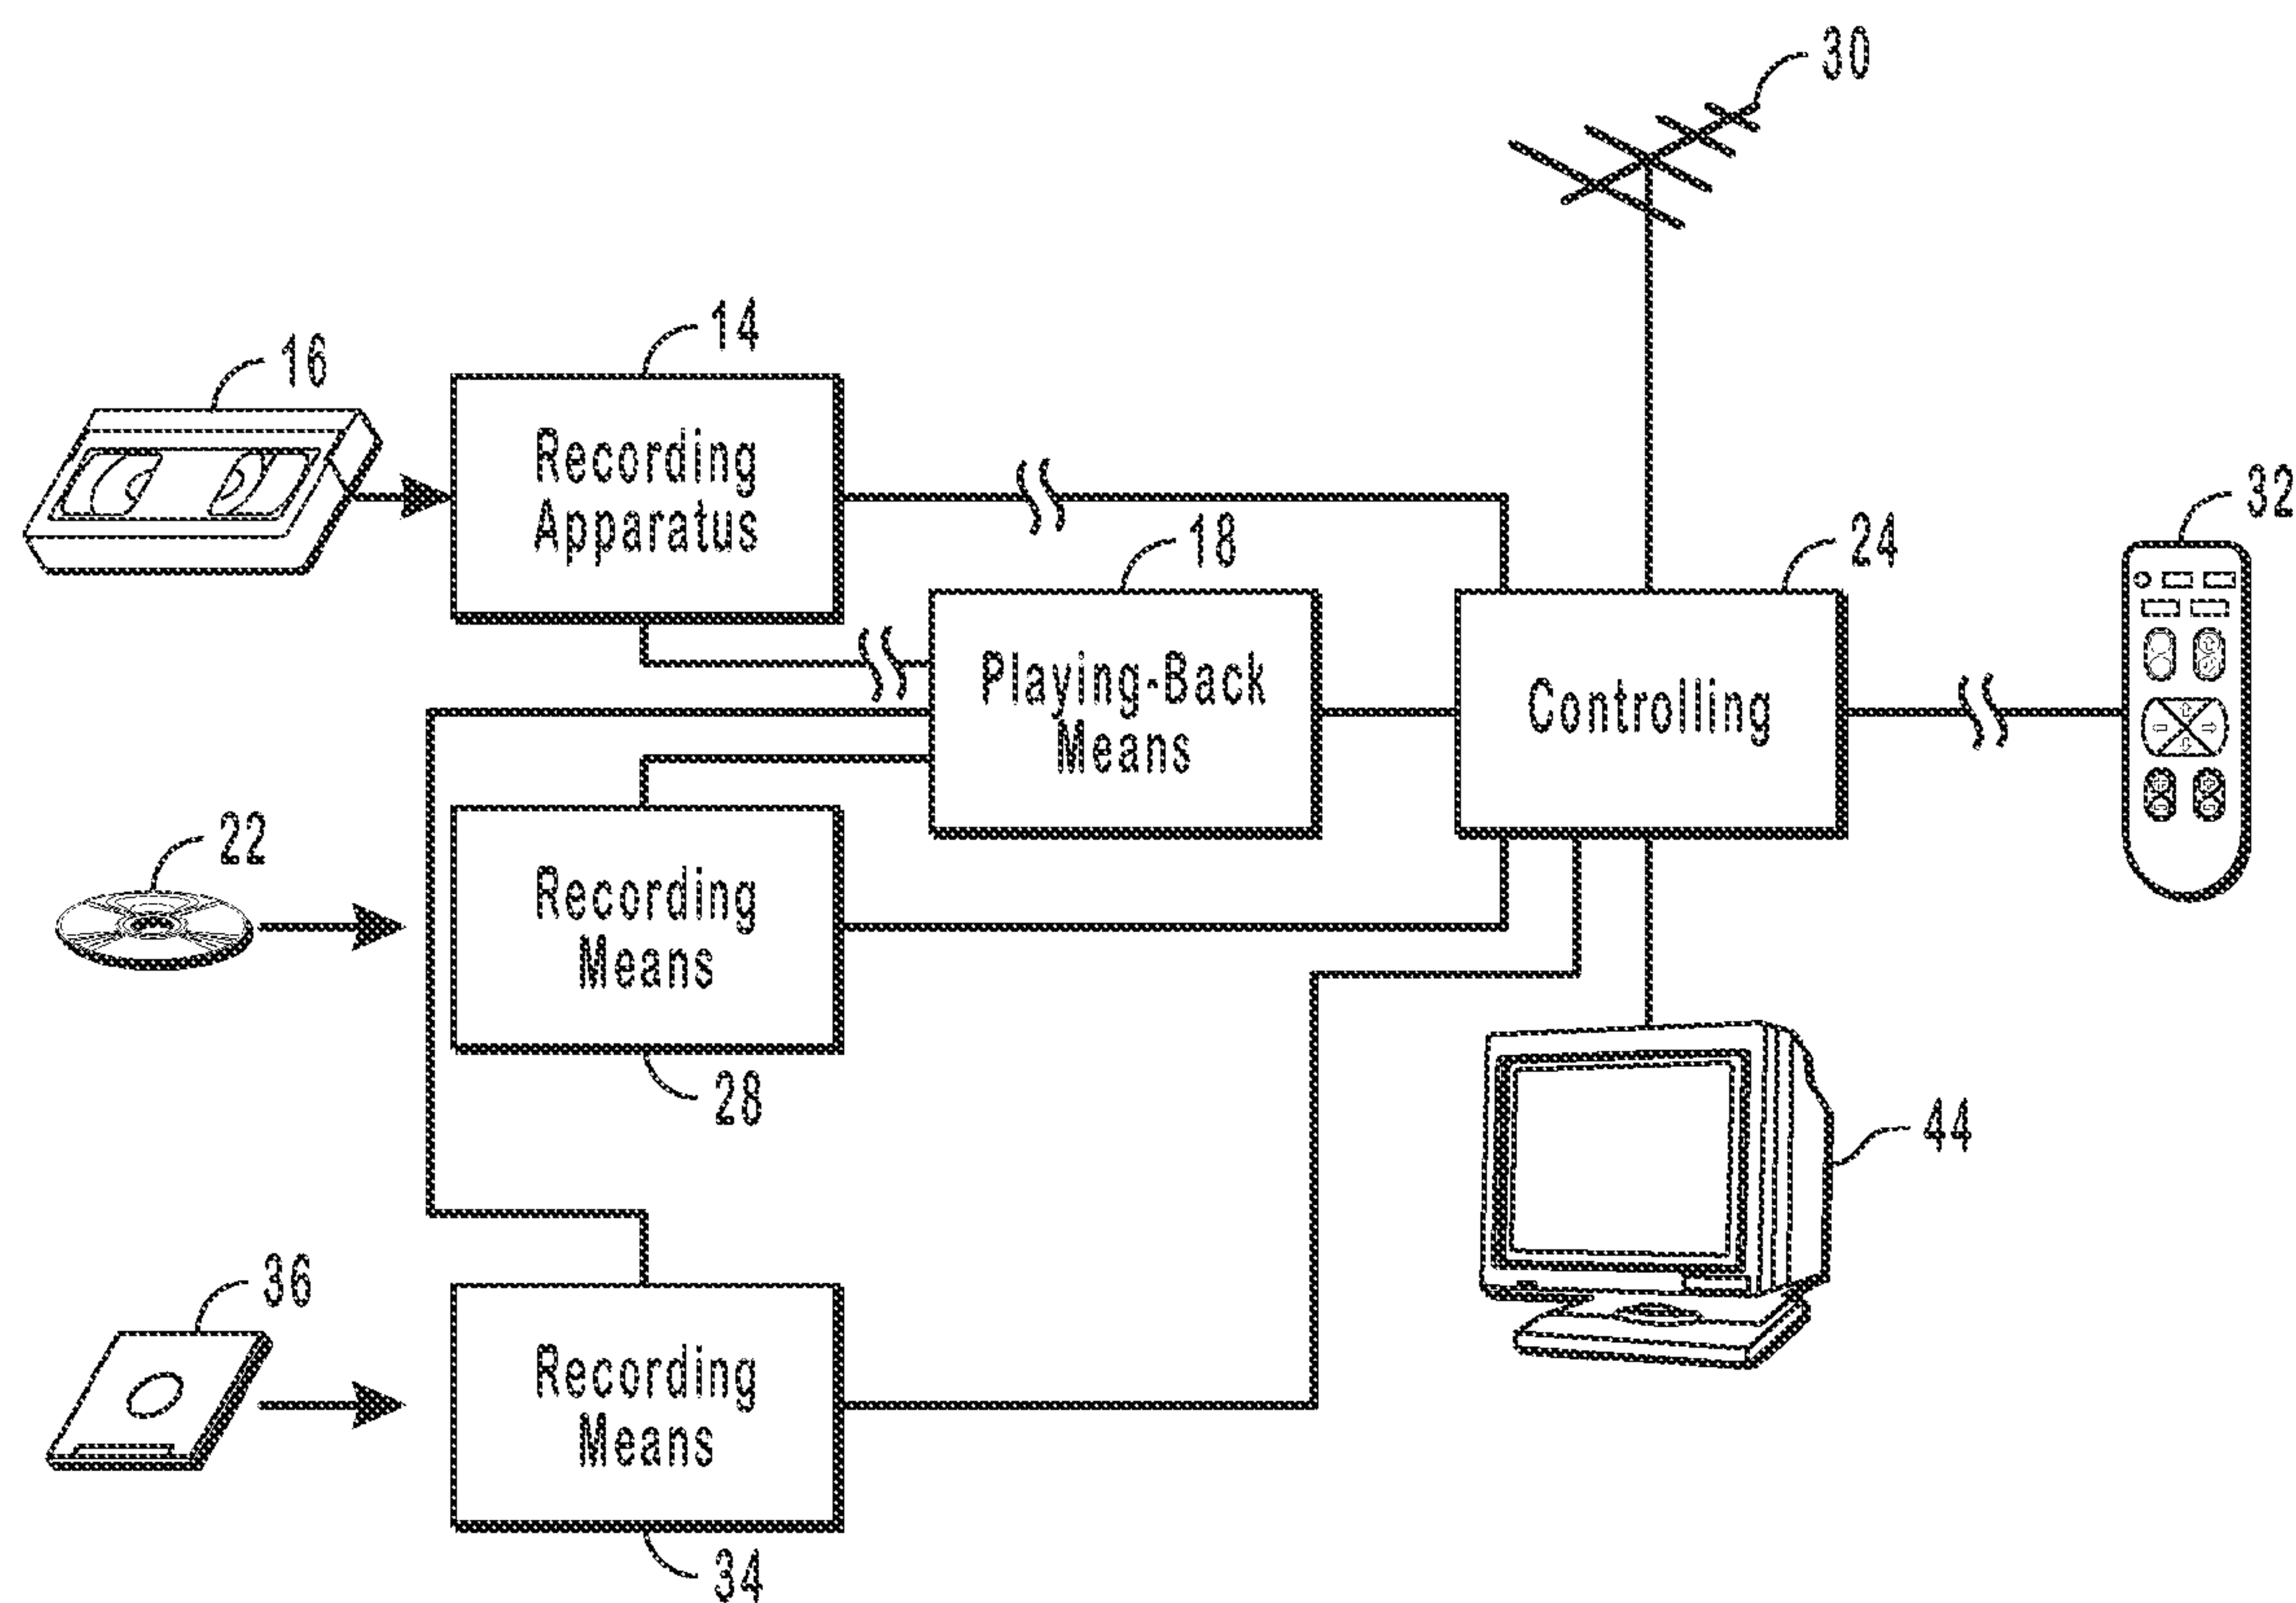 30
14
16
Recording
Apparatus
32
18
24
Playing-Back
Means
Controlling
22
Recording
Means
28
44
36
Recording
Means
34